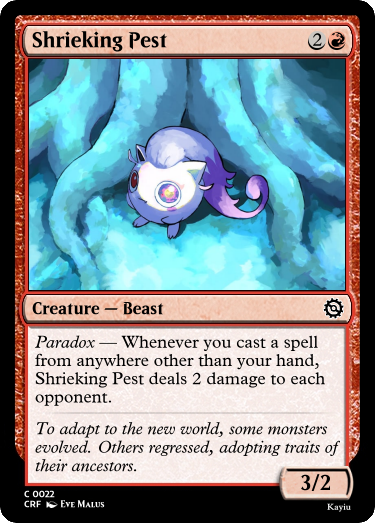 Shrieking Pest 2
Creature — Beast
Paradox — Whenever you cast a spell
from anywhere other than your hand,
Shrieking Pest deals 2 damage to each
opponent.
To adapt to the new world, some monsters
evolved. Others regressed, adopting traits of
their ancestors.
3/2
C 0022
CRF Eve Malus
Kayiu